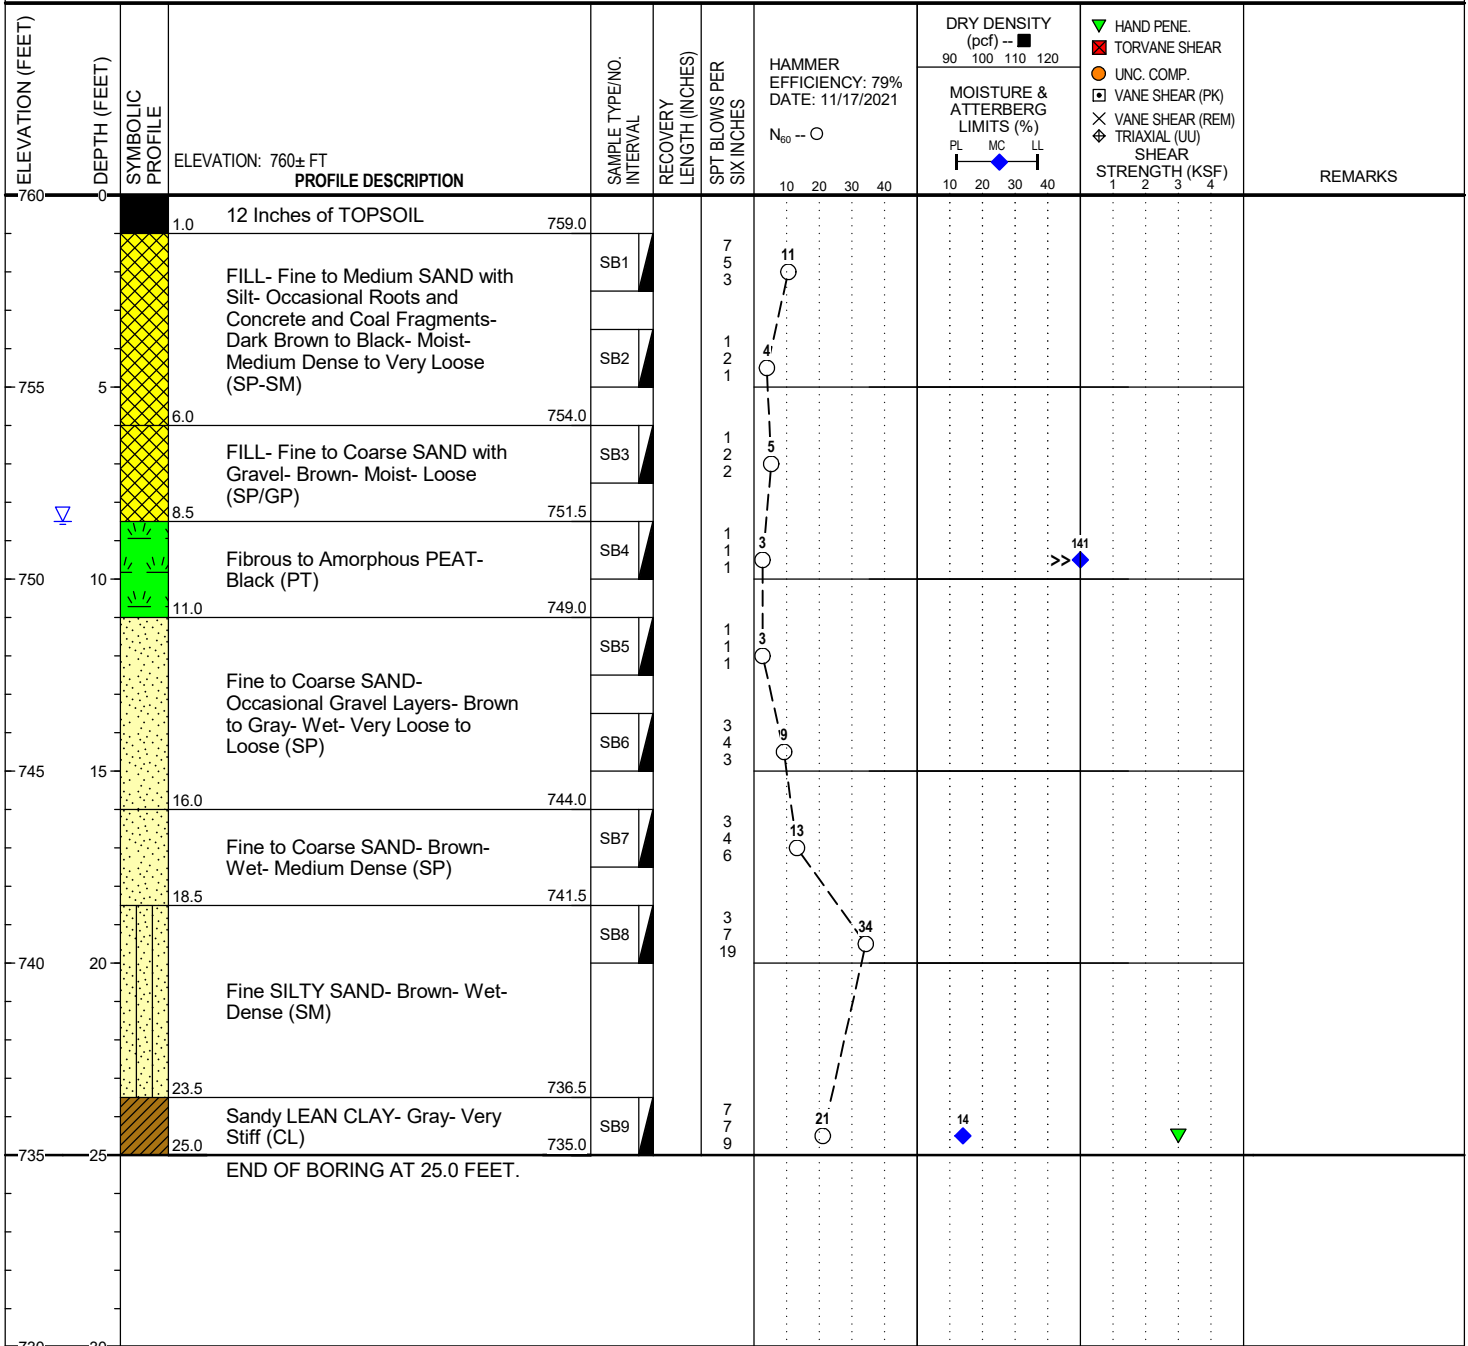 ELEVATION (FEET)
DEPTH (FEET)
SYMBOLIC
PROFILE
ELEVATION: 760± FT
PROFILE DESCRIPTION
SAMPLE TYPE/NO.
INTERVAL
RECOVERY
LENGTH (INCHES)
SPT BLOWS PER
SIX INCHES
HAMMER
EFFICIENCY: 79%
DATE: 11/17/2021
N60 --
10 20 30 40
DRY DENSITY
(pcf) --
90 100 110 120
MOISTURE &
ATTERBERG
LIMITS (%)
PL MC LL
10 20 30 40
HAND PENE.
TORVANE SHEAR
UNC. COMP.
VANE SHEAR (PK)
VANE SHEAR (REM)
TRIAXIAL (UU)
SHEAR
STRENGTH (KSF)
1 2 3 4
REMARKS
760 0
12 Inches of TOPSOIL
1.0 759.0
FILL- Fine to Medium SAND with
Silt- Occasional Roots and
Concrete and Coal Fragments-
Dark Brown to Black- Moist-
Medium Dense to Very Loose
(SP-SM)
SB1
7
5
3
11
SB2
1
2
1
4
755 5
6.0 754.0
FILL- Fine to Coarse SAND with
Gravel- Brown- Moist- Loose
(SP/GP)
SB3
1
2
2
5
8.5 751.5
Fibrous to Amorphous PEAT-
Black (PT)
SB4
1
1
1
3
>> 141
750 10
11.0 749.0
Fine to Coarse SAND-
Occasional Gravel Layers- Brown
to Gray- Wet- Very Loose to
Loose (SP)
SB5
1
1
1
3
SB6
3
4
3
9
745 15
16.0 744.0
Fine to Coarse SAND- Brown-
Wet- Medium Dense (SP)
SB7
3
4
6
13
18.5 741.5
Fine SILTY SAND- Brown- Wet-
Dense (SM)
SB8
3
7
19
34
740 20
23.5 736.5
Sandy LEAN CLAY- Gray- Very
Stiff (CL)
SB9
7
7
9
21
14
25.0 735.0
735 25
END OF BORING AT 25.0 FEET.